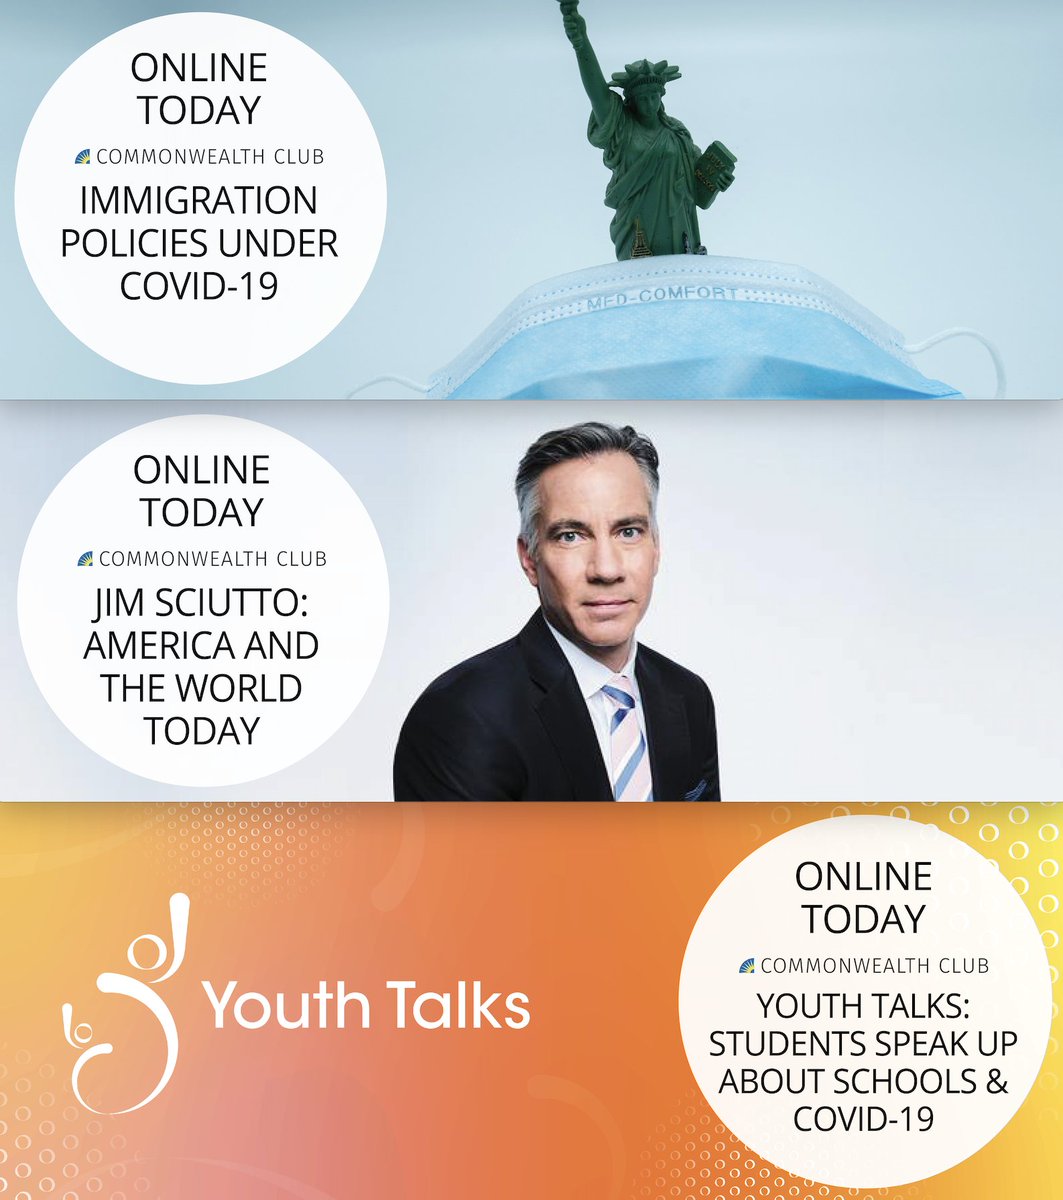 ONLINE
TODAY
COMMONWEALTH CLUB
IMMIGRATION
POLICIES UNDER
COVID-19
MED-COMFORT
ONLINE
TODAY
COMMONWEALTH CLUB
JIM SCIUTTO:
AMERICA AND
THE WORLD
TODAY
Youth Talks
ONLINE
TODAY
COMMONWEALTH CLUB
YOUTH TALKS:
STUDENTS SPEAK UP
ABOUT SCHOOLS &
COVID-19